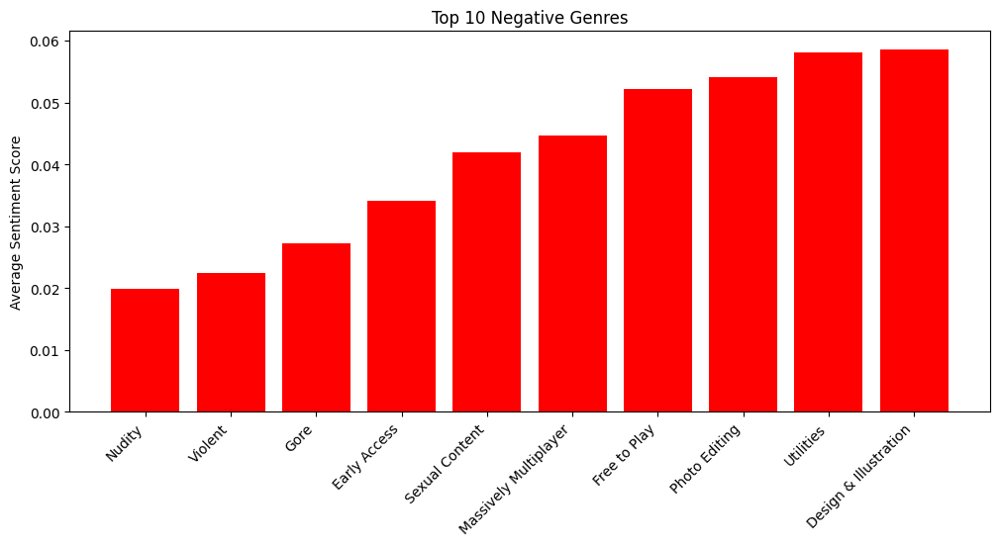 Top 10 Negative Genres
Average Sentiment Score
0.06
0.05
0.04
0.03
0.02
0.01
0.00
Nudity
Violent
Gore
Early Access
Sexual Content
Massively Multiplayer
Free to Play
Photo Editing
Utilities
Design & Illustration